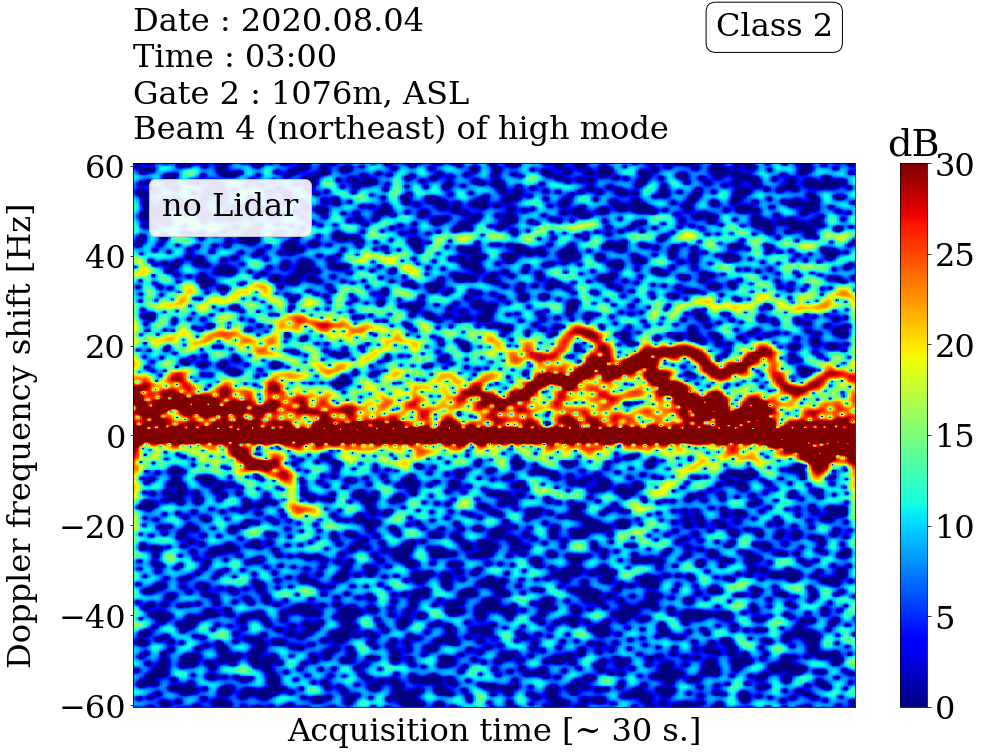 Date : 2020.08.04
Time : 03:00
Gate 2 : 1076m, ASL
Beam 4 (northeast) of high mode
Class 2
dB
no Lidar
Doppler frequency shift [Hz]
60
40
20
0
−20
−40
−60
30
25
20
15
10
5
0
Acquisition time [~ 30 s.]